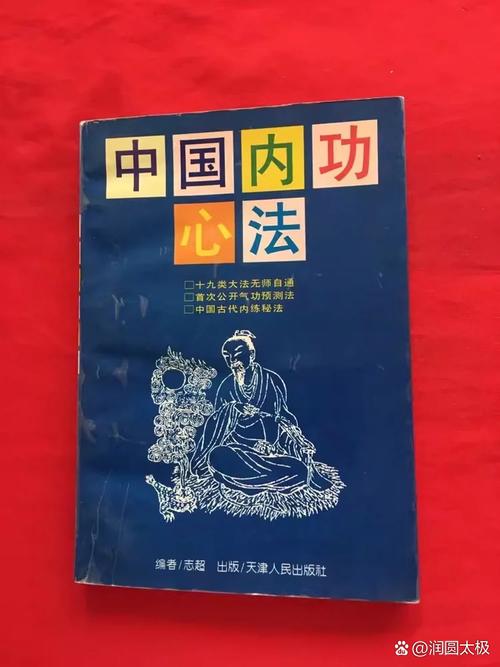 中国内功
心法
□十九类大法无师自通
□首次公开气功预测法
□中国古代内练秘法
编者/志超 出版/天津人民出版社
@润圆太极